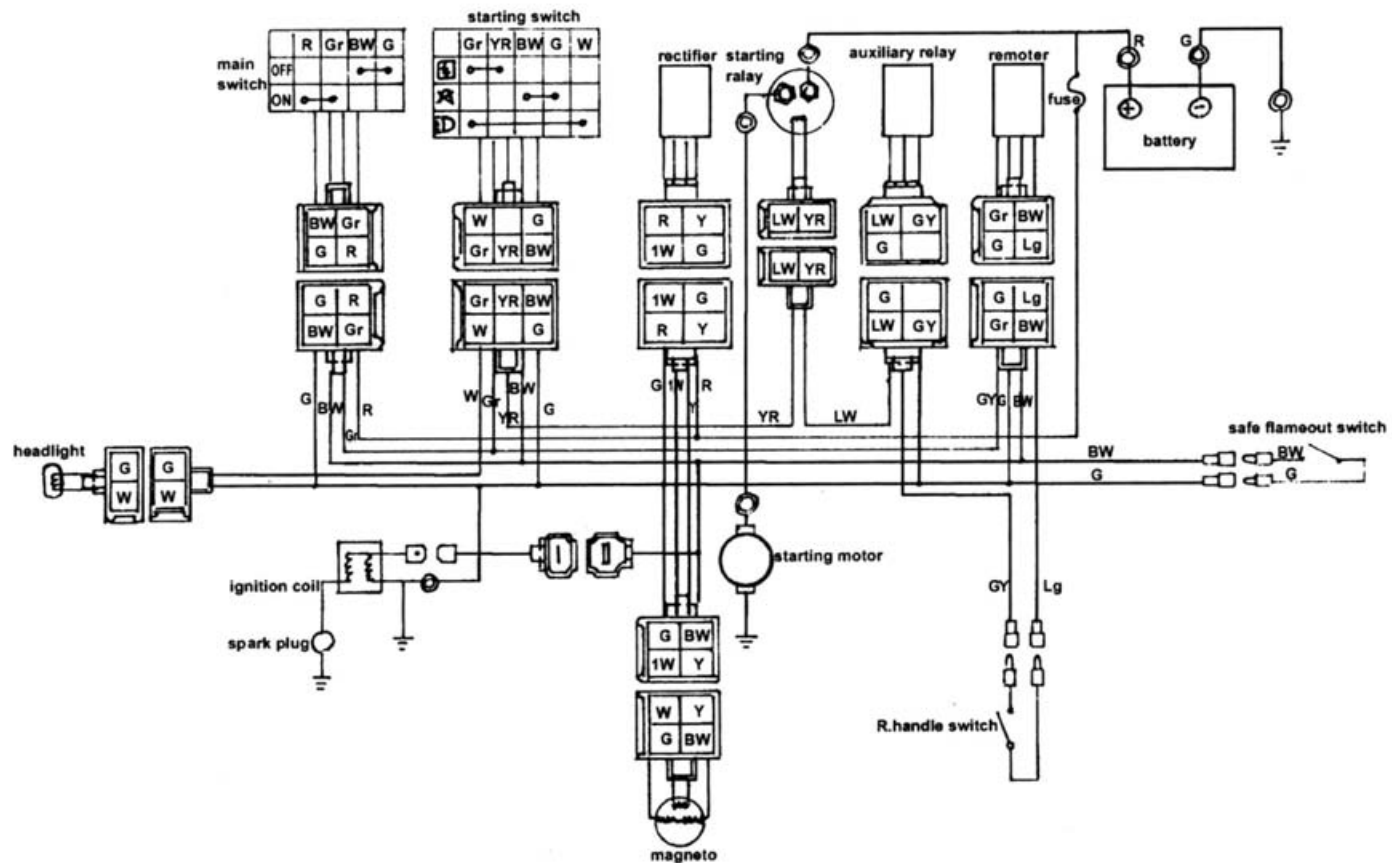 starting switch
R Gr BW G
main switch
OFF
ON
Gr YR BW G W
rectifier
starting ralay
auxiliary relay
remoter
fuse
R
G
battery
BW Gr
G R
G R
BW Gr
W G
Gr YR BW
Gr YR BW
W G
R Y
1W G
1W G
R Y
LW YR
LW YR
LW GY
G
G
LW GY
Gr BW
G Lg
G Lg
Gr BW
G
BW
R
Gr
W
Gr
YR
BW
G
G
1W
Y
R
YR
LW
GY
G
BW
headlight
G
W
G
W
BW
G
safe flameout switch
BW
G
ignition coil
spark plug
starting motor
G BW
1W Y
W Y
G BW
magneto
GY
Lg
R.handle switch